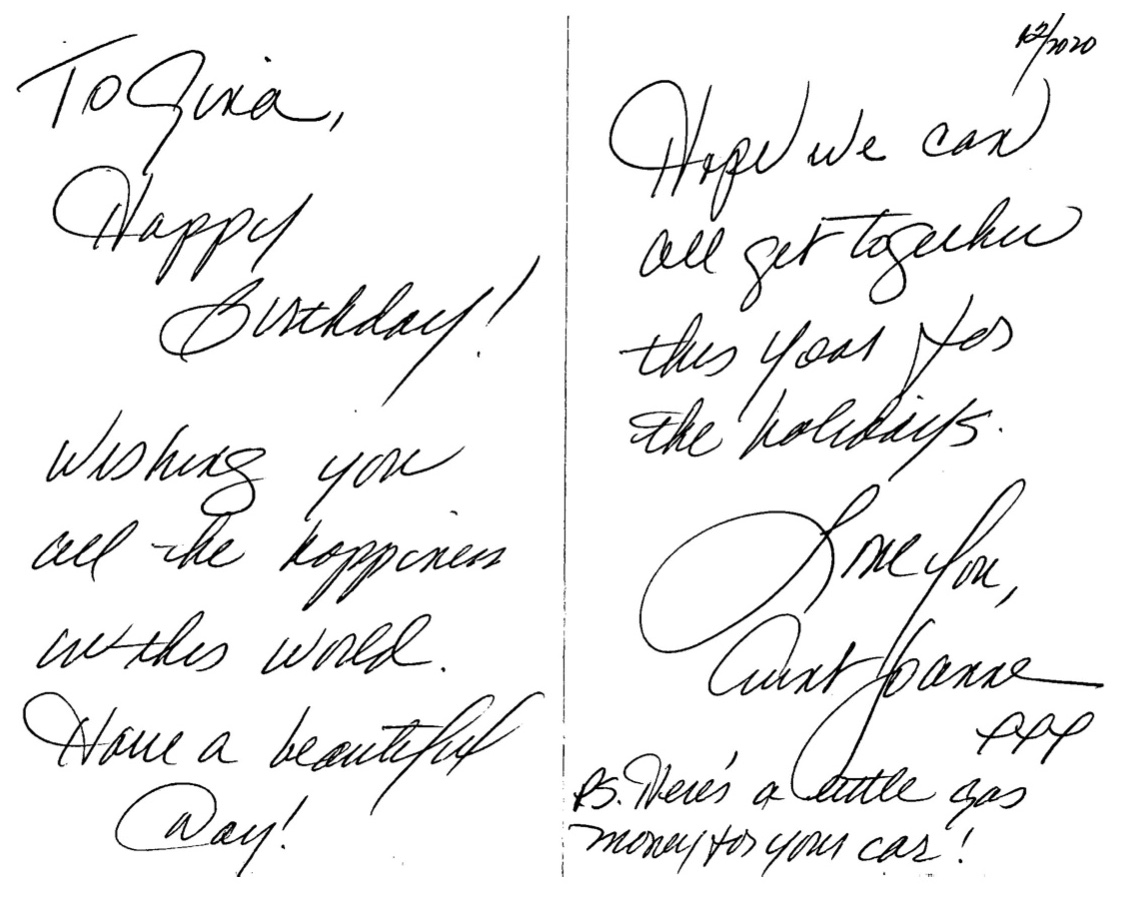 To Gina,
Happy
Birthday!
Wishing you
all the happiness
in this world.
Have a beautiful
Day!
12/2020
Hope we can
all get together
this year for
the holidays.
Love You,
Aunt Joanne
XXX
PS. Here's a little gas
money for your car!